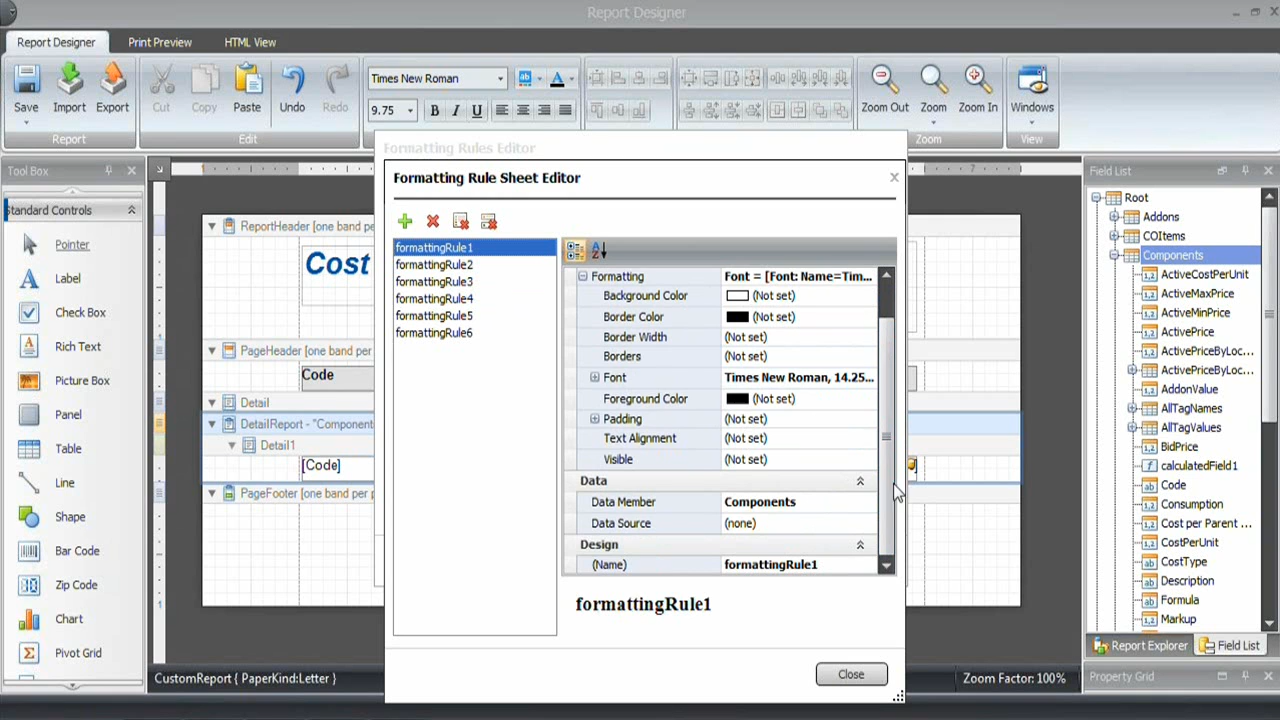 Report Designer
Report Designer Print Preview HTML View
Times New Roman
9.75
B I U
Save Import Export Cut Copy Paste Undo Redo Zoom Out Zoom Zoom In Windows
Report Edit Zoom View
Formatting Rules Editor
Formatting Rule Sheet Editor
Tool Box
Standard Controls
Pointer
Label
Check Box
Rich Text
Picture Box
Panel
Table
Line
Shape
Bar Code
Zip Code
Chart
Pivot Grid
ReportHeader [one band pe
Cost
PageHeader [one band per
Code
Detail
DetailReport - "Component
Detail1
[Code]
PageFooter [one band per p
formattingRule1
formattingRule2
formattingRule3
formattingRule4
formattingRule5
formattingRule6
Formatting Font = [Font: Name=Tim...
Background Color (Not set)
Border Color (Not set)
Border Width (Not set)
Borders (Not set)
Font Times New Roman, 14.25...
Foreground Color (Not set)
Padding (Not set)
Text Alignment (Not set)
Visible (Not set)
Data
Data Member Components
Data Source (none)
Design
(Name) formattingRule1
formattingRule1
Close
Field List
Root
Addons
COItems
Components
ActiveCostPerUnit
ActiveMaxPrice
ActiveMinPrice
ActivePrice
ActivePriceByLoc...
ActivePriceByLoc...
AddonValue
AllTagNames
AllTagValues
BidPrice
calculatedField1
Code
Consumption
Cost per Parent ...
CostPerUnit
CostType
Description
Formula
Markup
Report Explorer Field List
Property Grid
CustomReport { PaperKind:Letter }
Zoom Factor: 100%